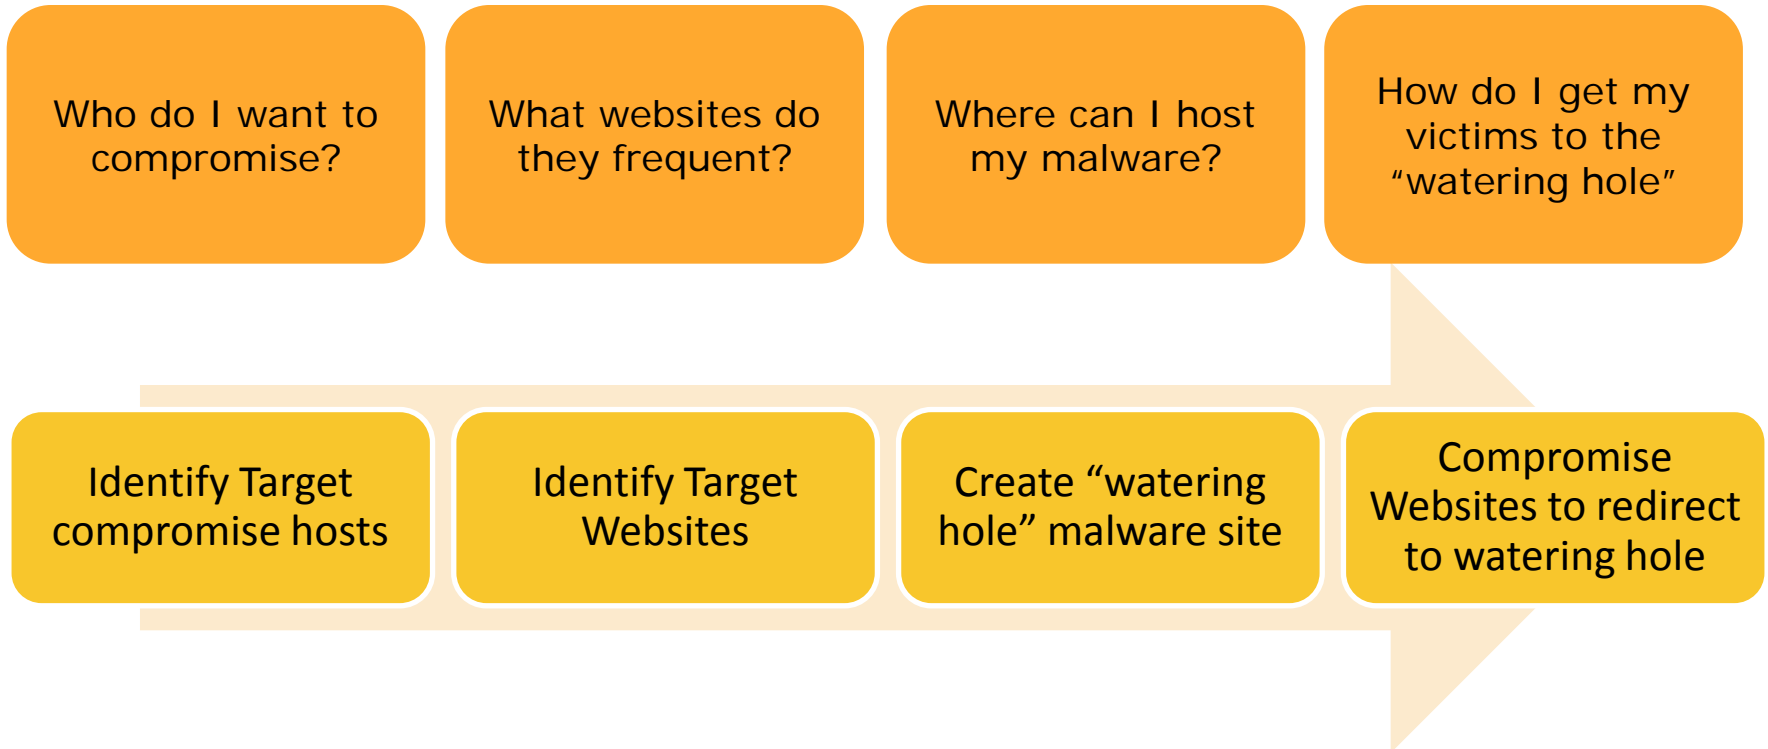 Who do I want to
compromise?
What websites do
they frequent?
Where can I host
my malware?
How do I get my
victims to the
“watering hole”
Identify Target
compromise hosts
Identify Target
Websites
Create “watering
hole” malware site
Compromise
Websites to redirect
to watering hole